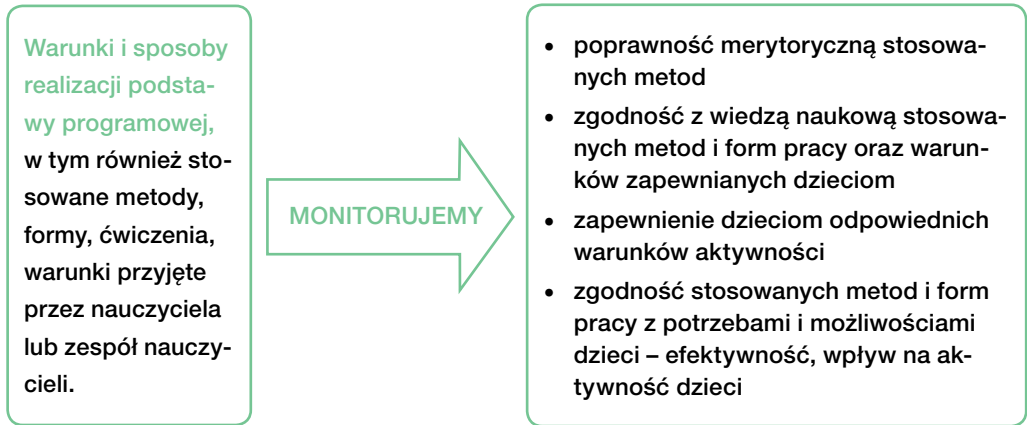 Warunki i sposoby
realizacji podsta-
wy programowej,
w tym również sto-
sowane metody,
formy, ćwiczenia,
warunki przyjęte
przez nauczyciela
lub zespół nauczy-
cieli.
MONITORUJEMY
• poprawność merytoryczną stosowa-
nych metod
• zgodność z wiedzą naukową stosowa-
nych metod i form pracy oraz warun-
ków zapewnianych dzieciom
• zapewnienie dzieciom odpowiednich
warunków aktywności
• zgodność stosowanych metod i form
pracy z potrzebami i możliwościami
dzieci – efektywność, wpływ na ak-
tywność dzieci